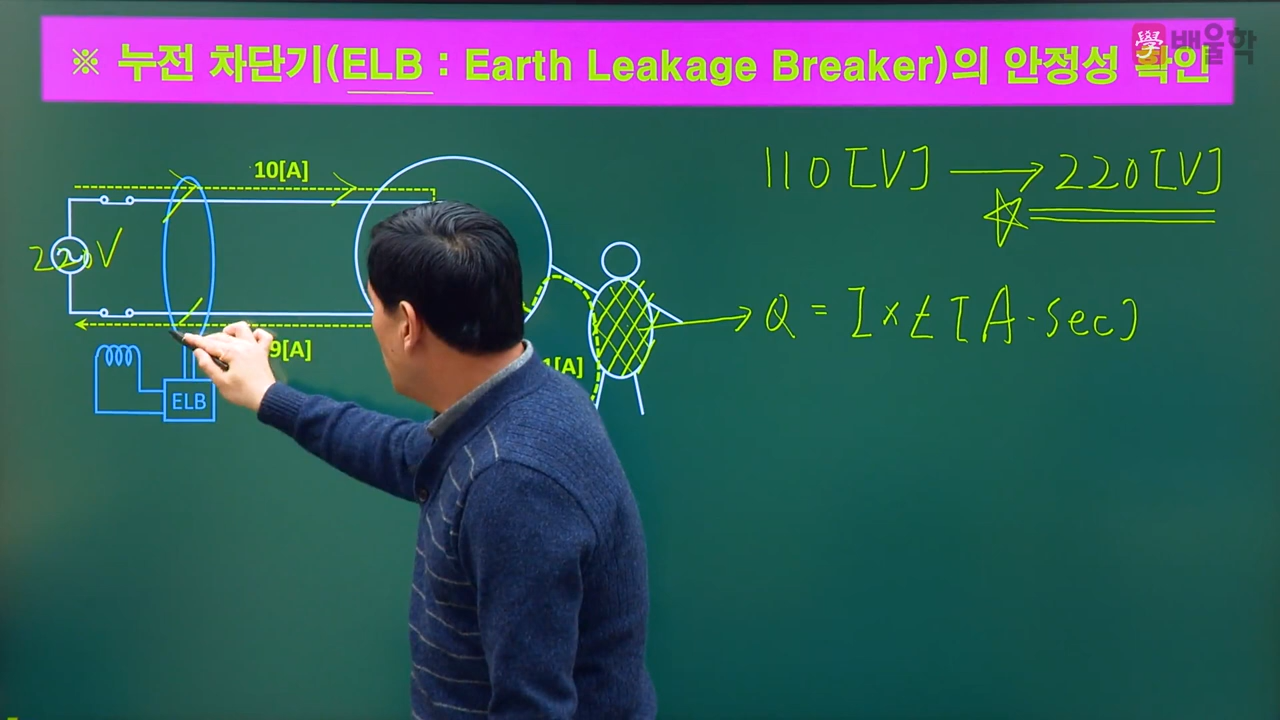 ※ 누전 차단기(ELB : Earth Leakage Breaker)의 안정성 확인
學 배울학
110[V] → 220[V]
10[A]
220V
Q = I×t [A·sec]
9[A]
1[A]
ELB